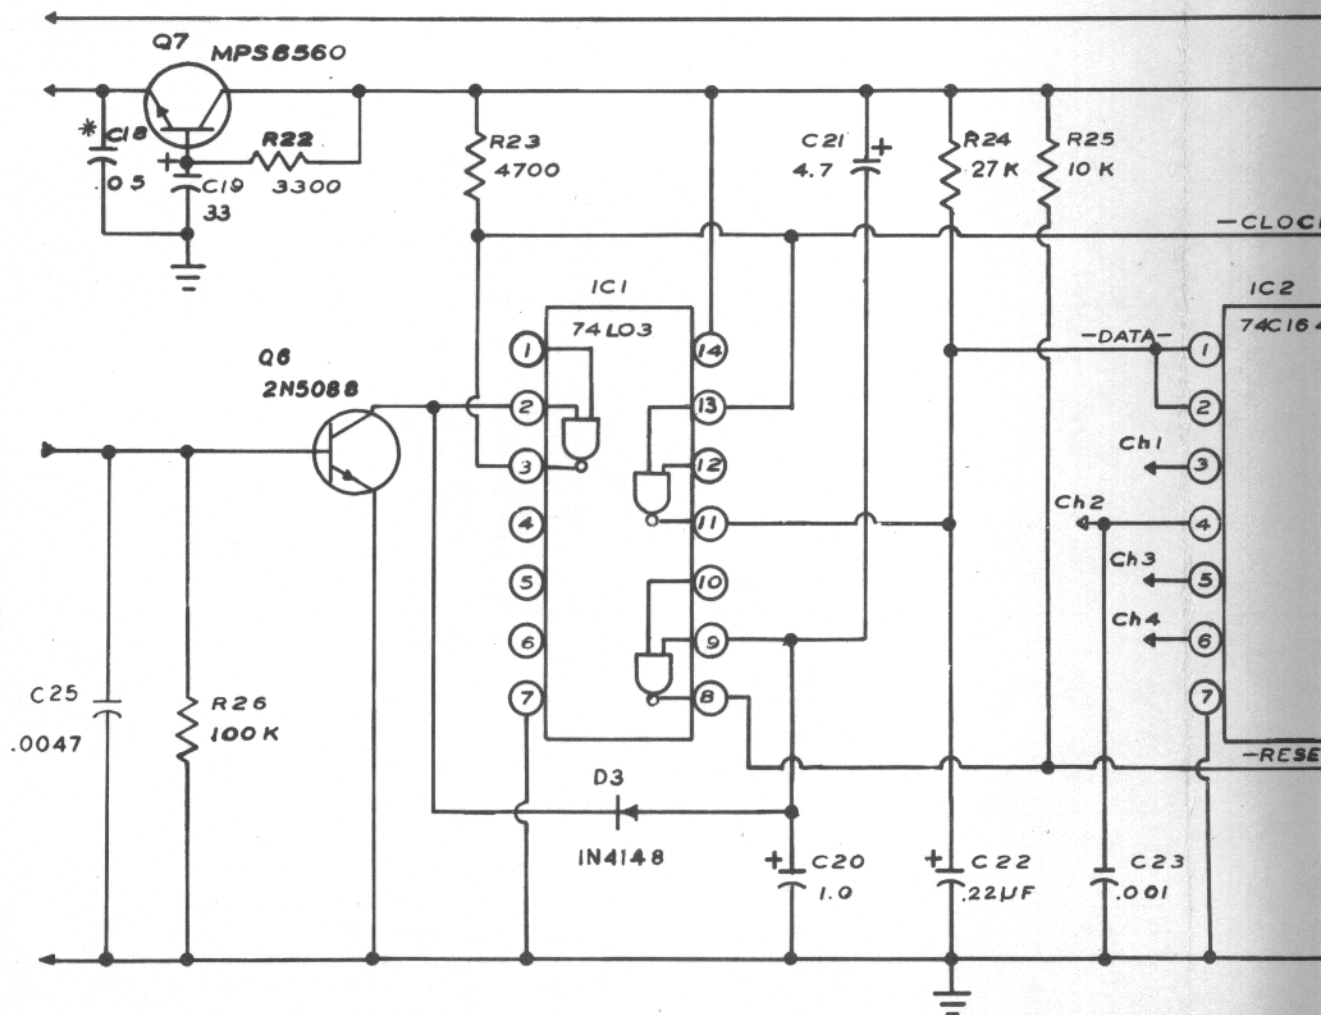 Q7
MPS6560
* C18
.05
+
C19
33
R22
3300
R23
4700
C21 +
4.7
R24
27K
R25
10K
-CLOC
IC1
74L03
IC2
74C164
-DATA-
Q6
2N5088
1
2
3
4
5
6
7
14
13
12
11
10
9
8
1
2
3
4
5
6
7
Ch1
Ch2
Ch3
Ch4
C25
.0047
R26
100K
-RESE
D3
1N4148
+ C20
1.0
+ C22
.22µF
C23
.001